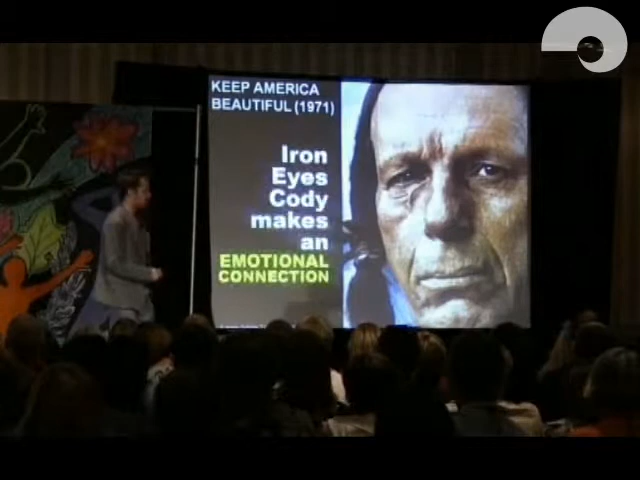 KEEP AMERICA
BEAUTIFUL (1971)
Iron
Eyes
Cody
makes
an
EMOTIONAL
CONNECTION